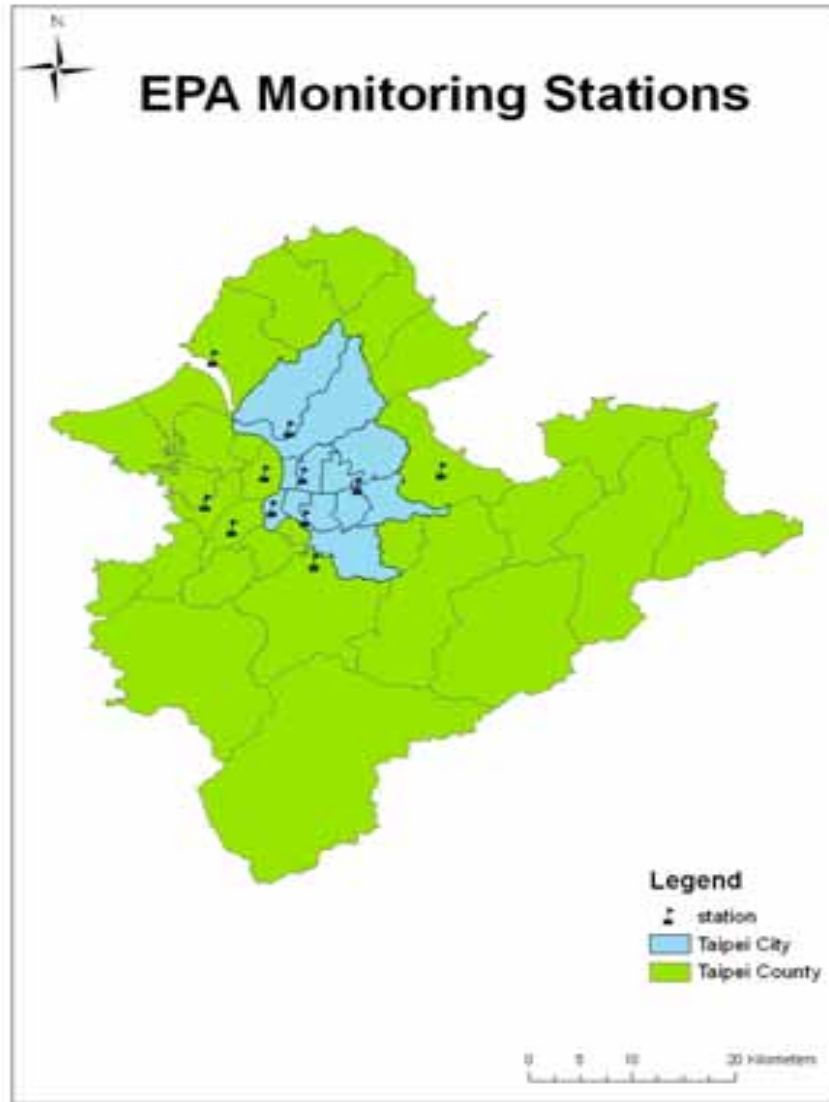 N
EPA Monitoring Stations
Legend
station
Taipei City
Taipei County
0 5 10 20 Kilometers